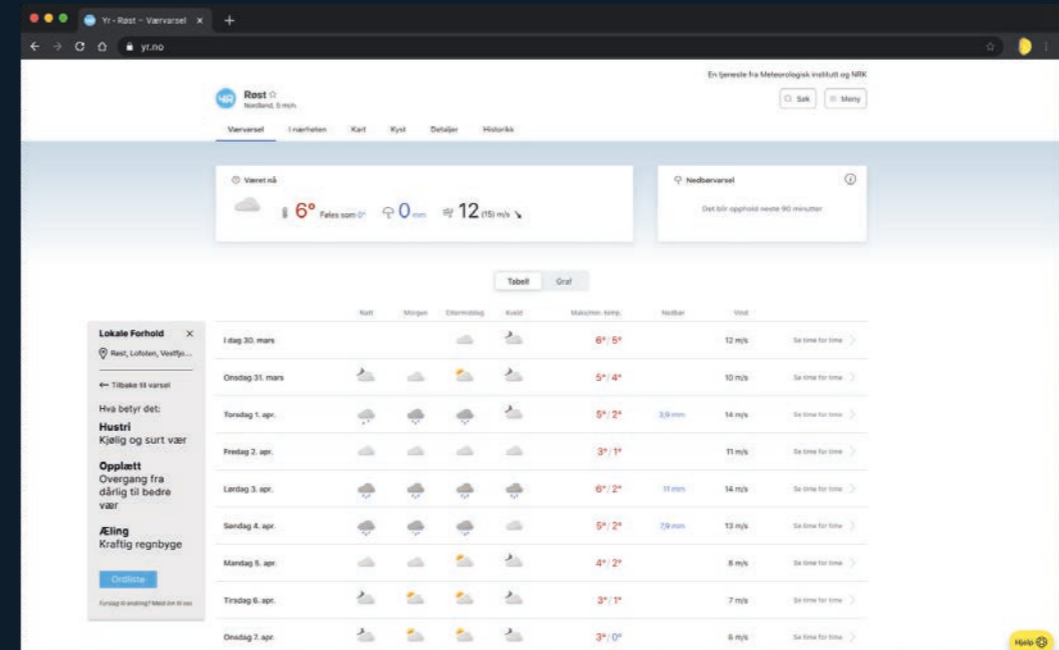 Yr - Røst – Værvarsel
yr.no
En tjeneste fra Meteorologisk institutt og NRK
YR
Røst
Nordland, 5 moh.
Søk
Meny
Værvarsel I nærheten Kart Kyst Detaljer Historikk
Været nå
6° Føles som 0° 0 mm 12 (15) m/s
Nedbørvarsel
Det blir opphold neste 90 minutter
Tabell Graf
Natt Morgen Ettermiddag Kveld Maks/min. temp. Nedbør Vind
I dag 30. mars 6°/5° 12 m/s Se time for time
Onsdag 31. mars 5°/4° 10 m/s Se time for time
Torsdag 1. apr. 5°/2° 3,9 mm 14 m/s Se time for time
Fredag 2. apr. 3°/1° 11 m/s Se time for time
Lørdag 3. apr. 6°/2° 11 mm 14 m/s Se time for time
Søndag 4. apr. 5°/2° 7,9 mm 13 m/s Se time for time
Mandag 5. apr. 4°/2° 8 m/s Se time for time
Tirsdag 6. apr. 3°/1° 7 m/s Se time for time
Onsdag 7. apr. 3°/0° 6 m/s Se time for time
Lokale Forhold
Røst, Lofoten, Vestfjo...
Tilbake til varsel
Hva betyr det:
Hustri
Kjølig og surt vær
Opplætt
Overgang fra
dårlig til bedre
vær
Æling
Kraftig regnbyge
Ordliste
Forslag til endring? Meld inn til oss
Hjelp